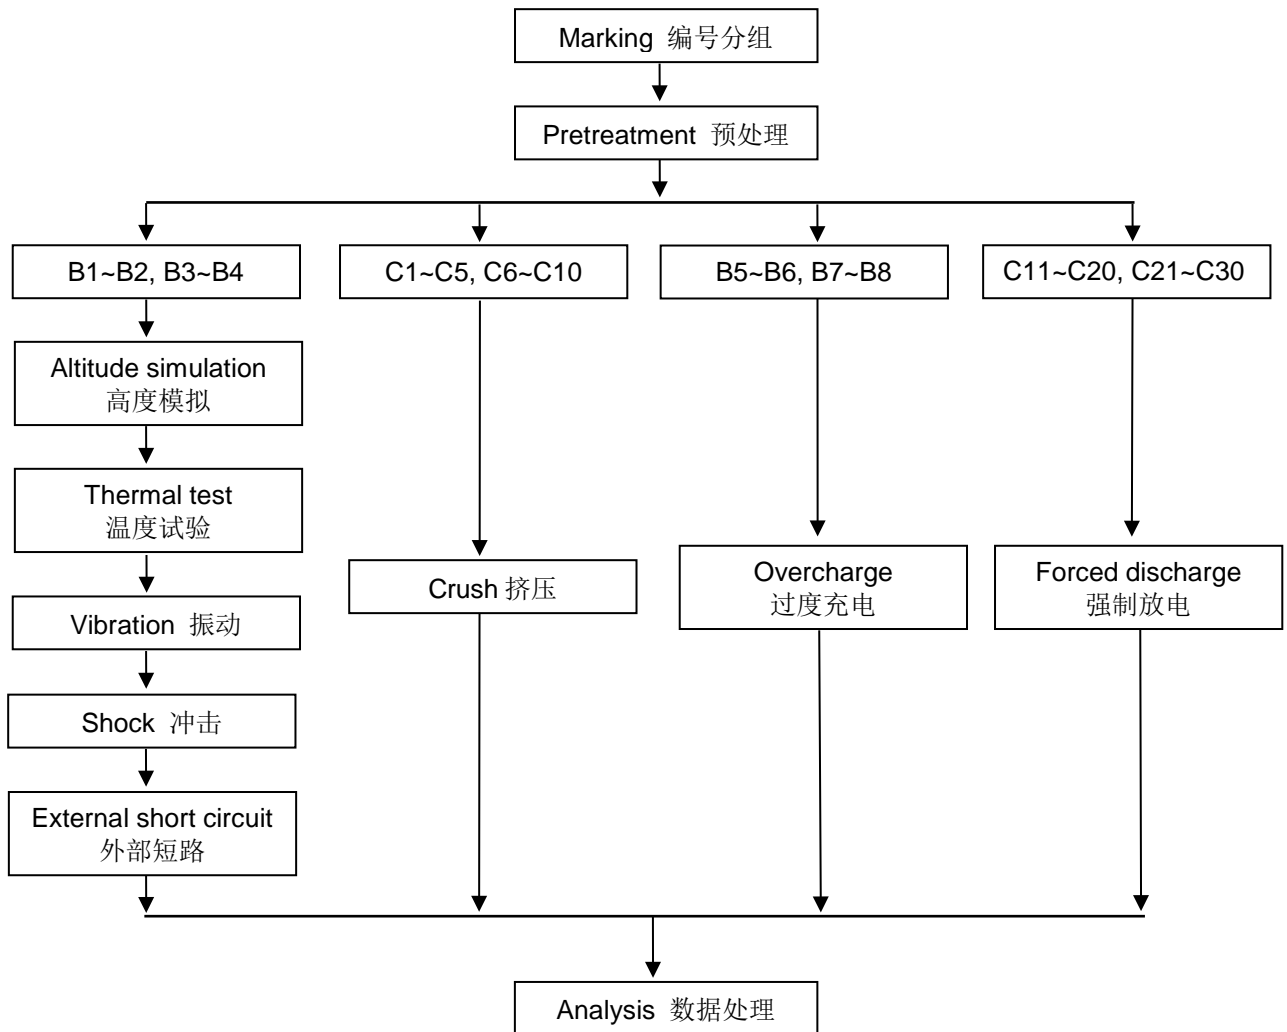 Marking 编号分组
Pretreatment 预处理
B1~B2, B3~B4
C1~C5, C6~C10
B5~B6, B7~B8
C11~C20, C21~C30
Altitude simulation
高度模拟
Thermal test
温度试验
Vibration 振动
Shock 冲击
External short circuit
外部短路
Crush 挤压
Overcharge
过度充电
Forced discharge
强制放电
Analysis 数据处理